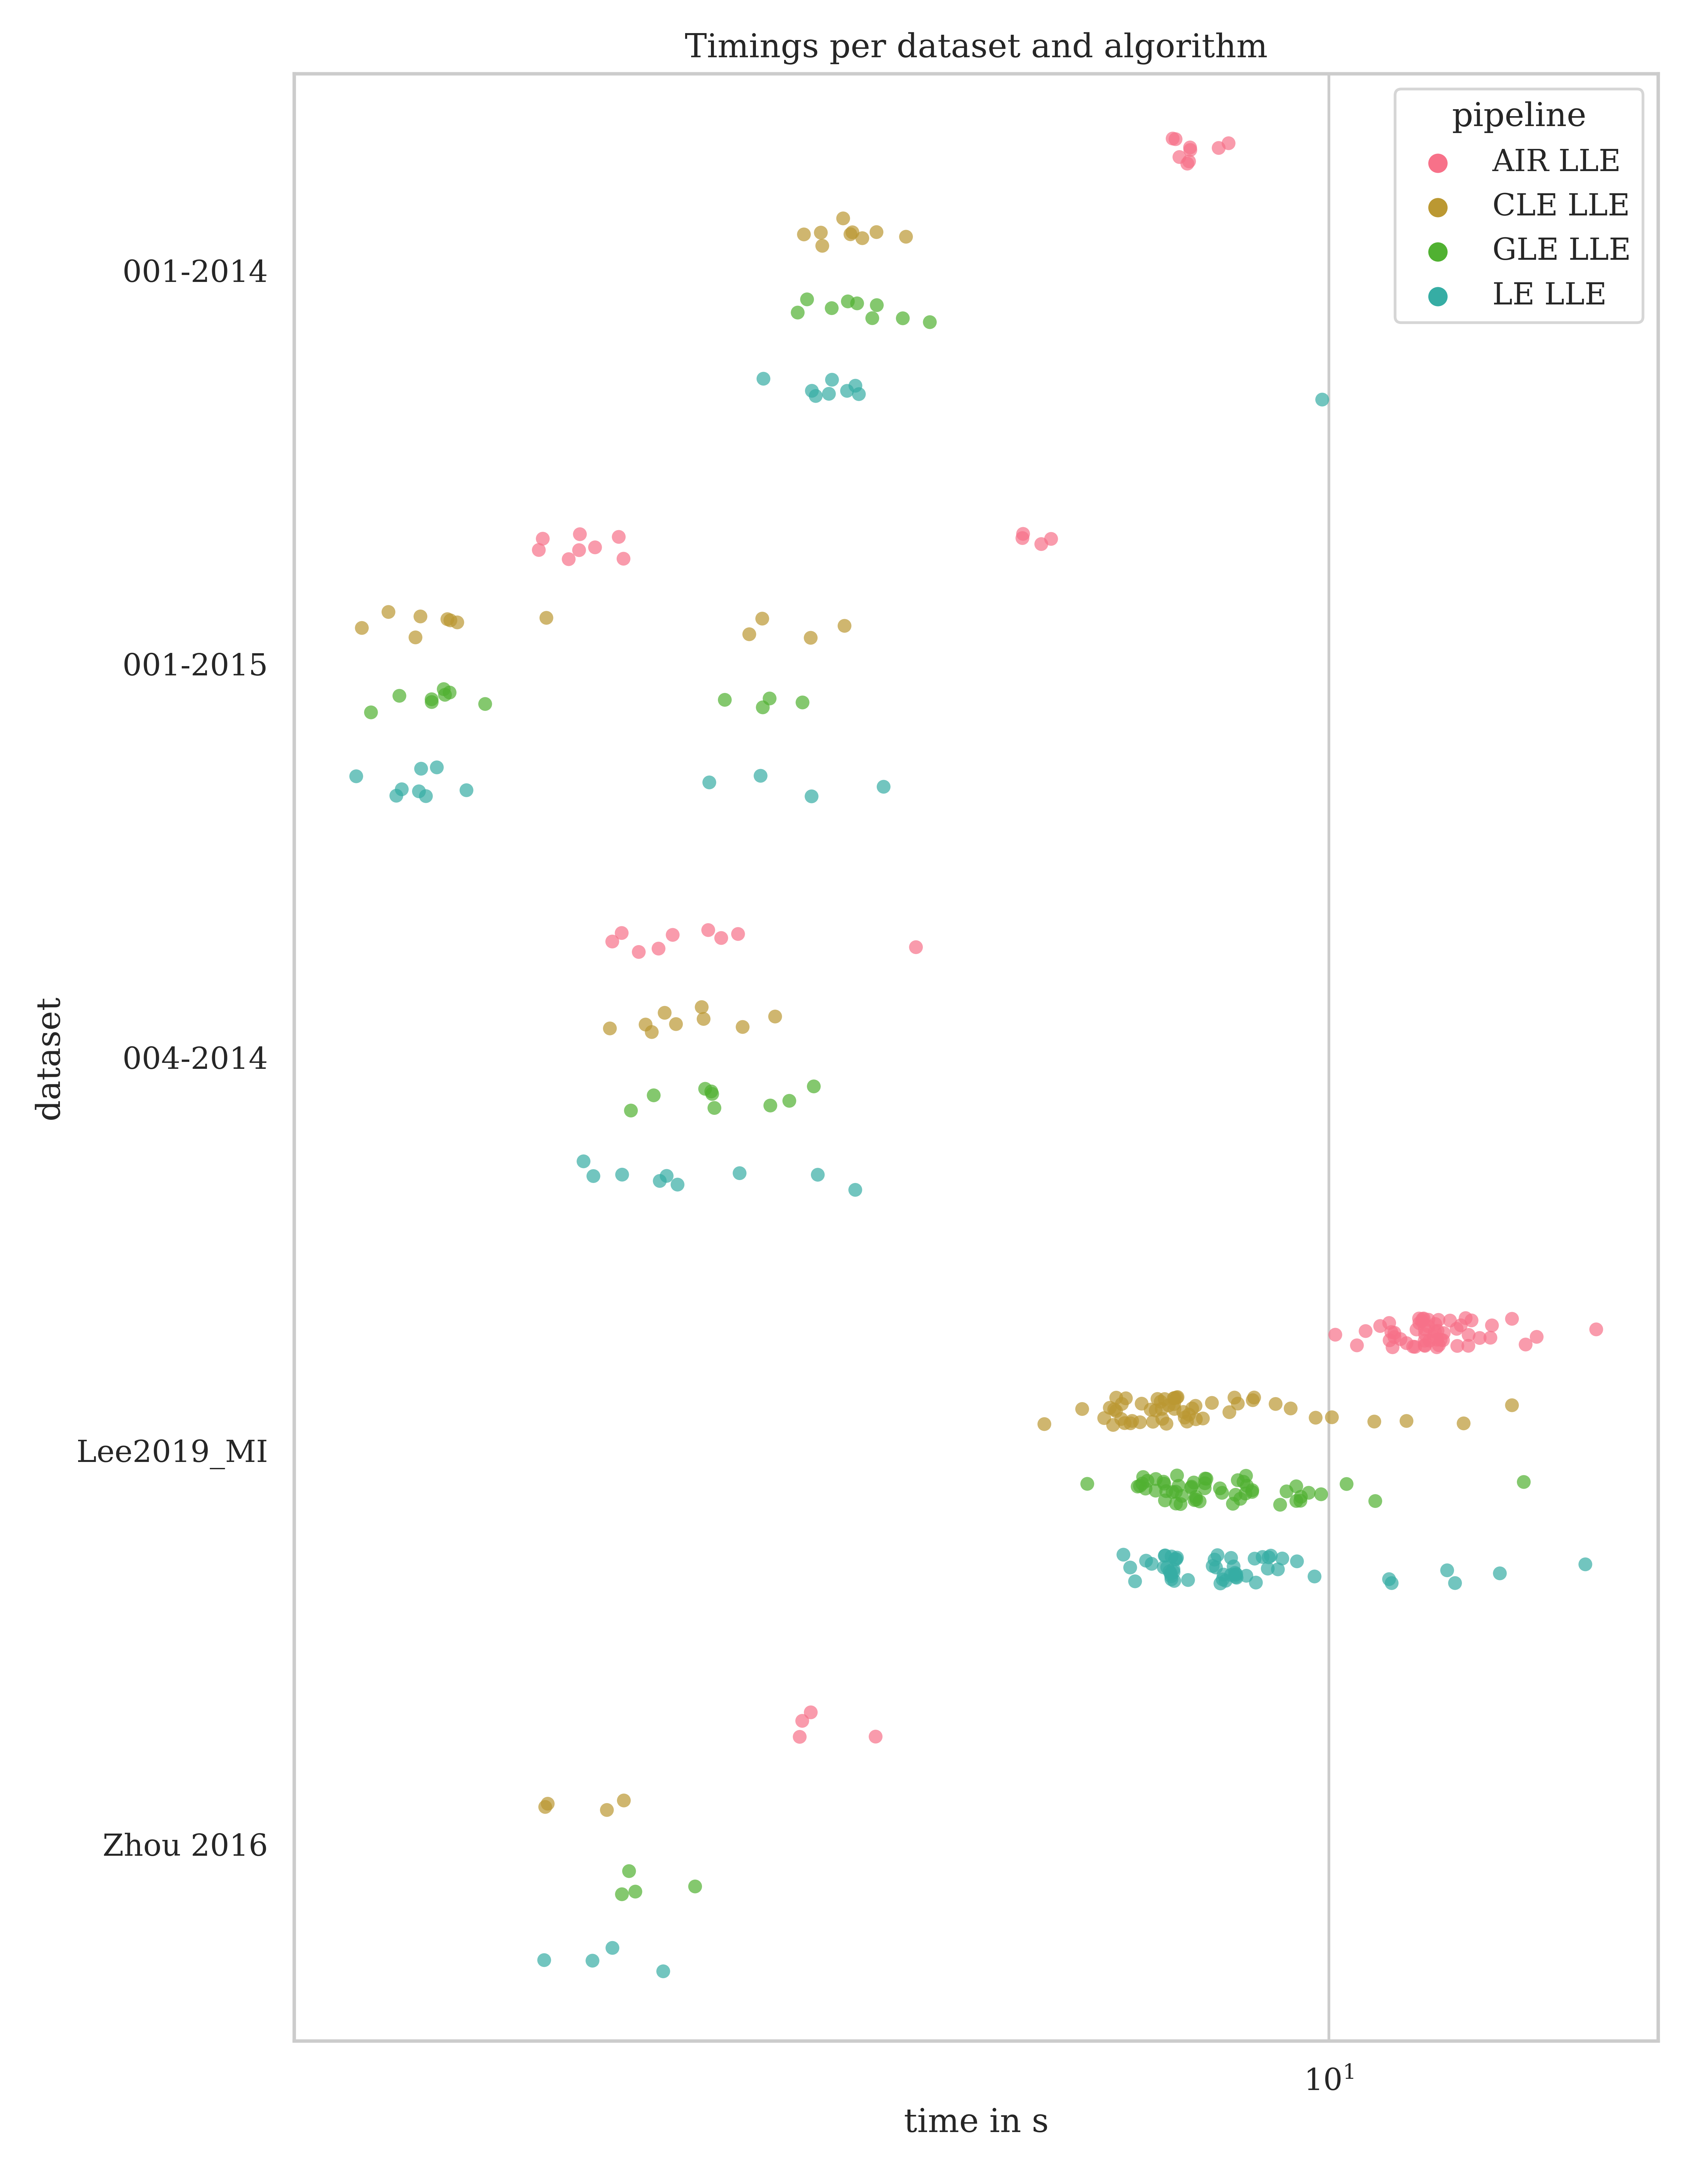 Timings per dataset and algorithm
pipeline
AIR LLE
CLE LLE
GLE LLE
LE LLE
001-2014
001-2015
004-2014
Lee2019_MI
Zhou 2016
dataset
10¹
time in s